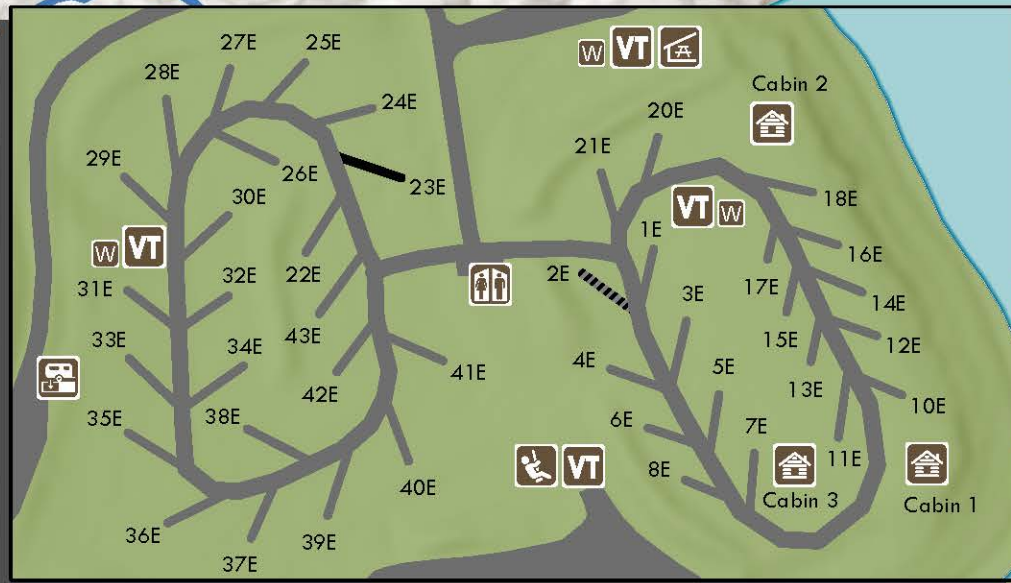 27E
25E
28E
24E
W VT
Cabin 2
20E
21E
29E
26E
23E
30E
VT W
18E
1E
W VT
16E
2E
22E
32E
31E
17E
3E
14E
43E
33E
34E
15E
12E
4E
5E
41E
42E
13E
10E
35E
38E
6E
7E
VT
11E
8E
40E
Cabin 3
Cabin 1
36E
39E
37E